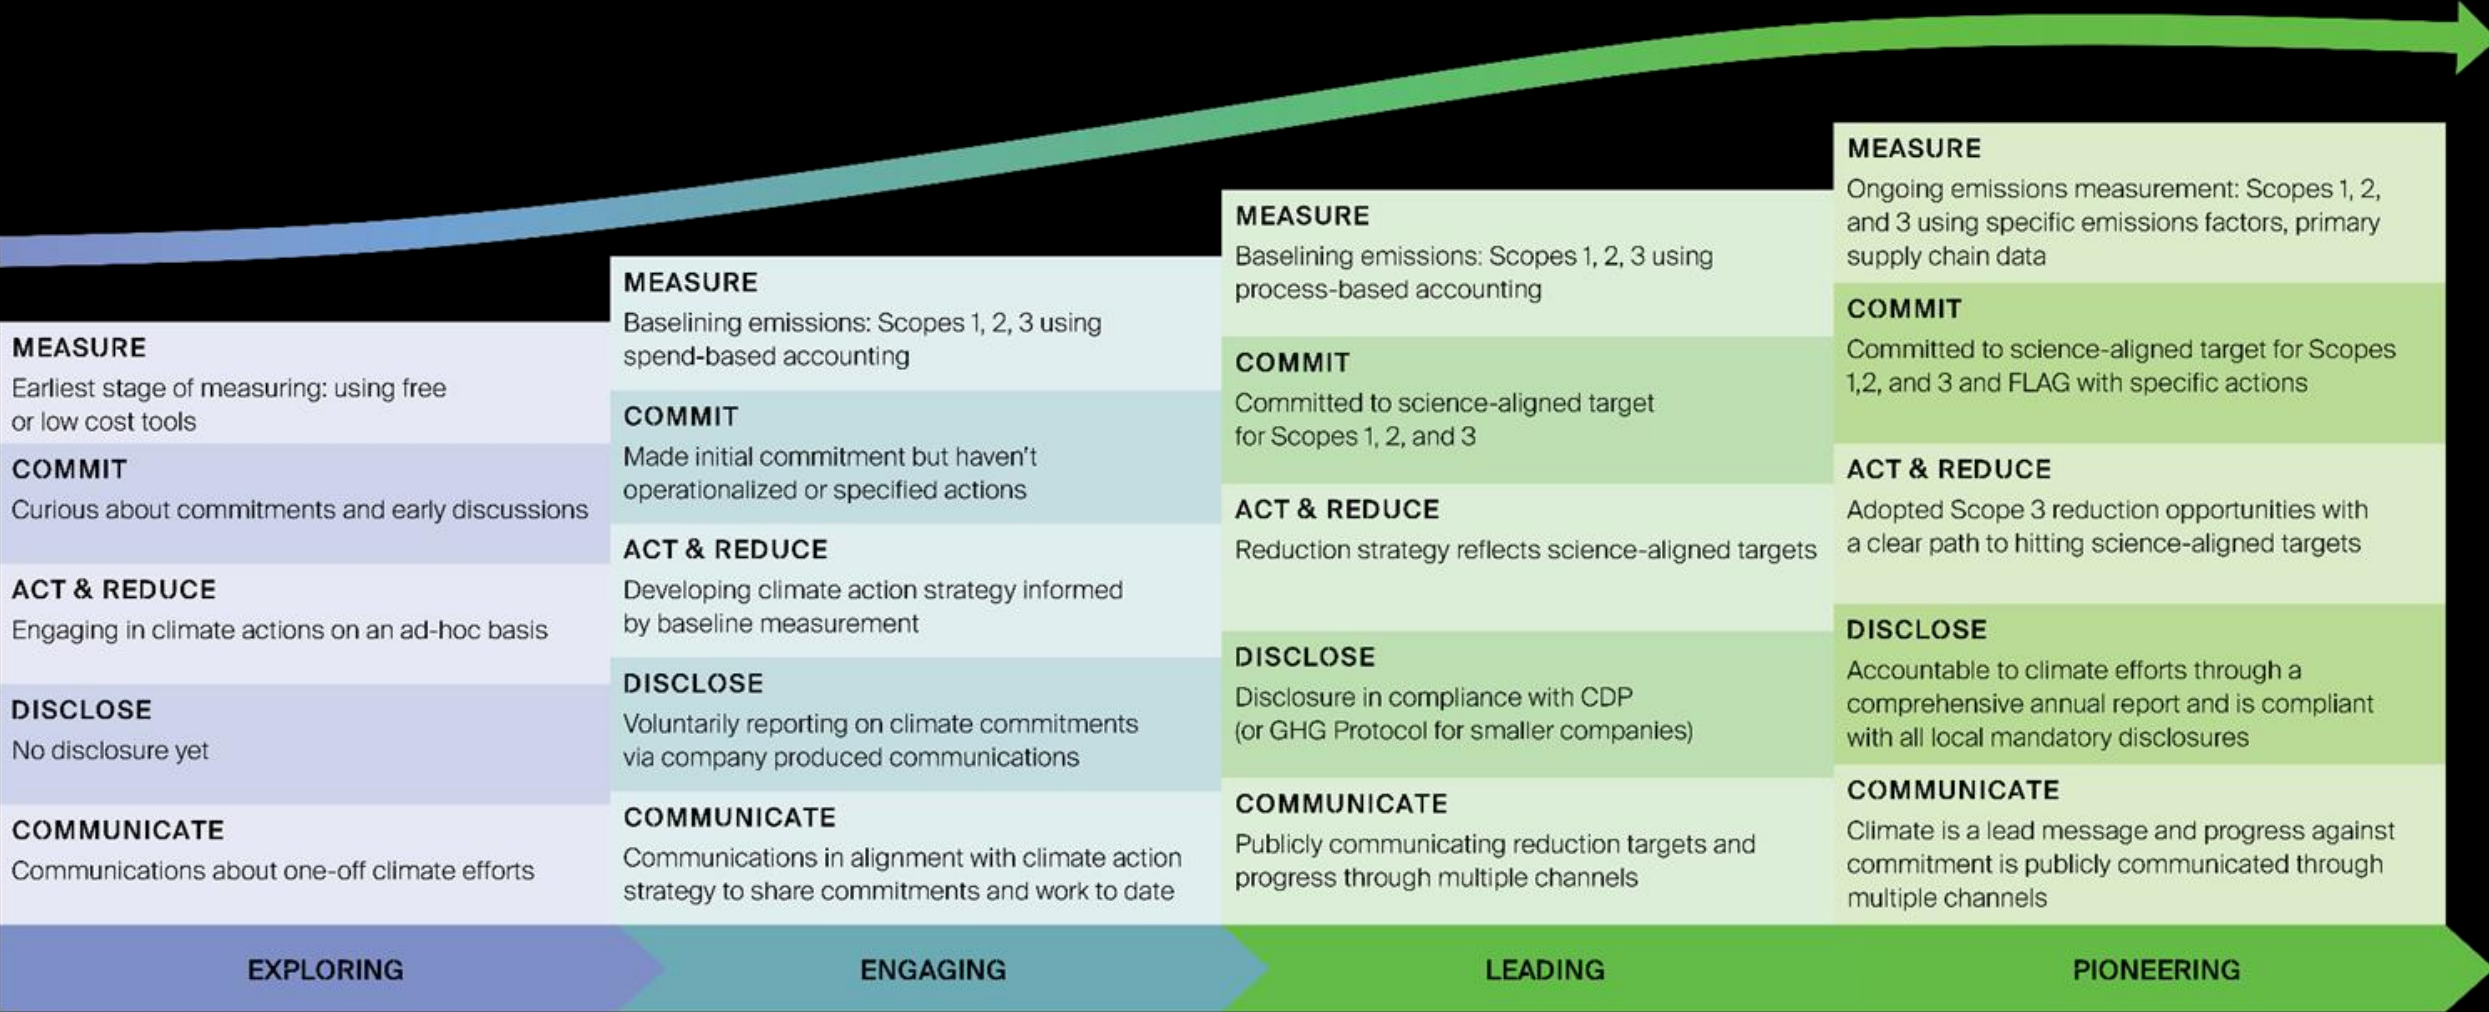 MEASURE
Earliest stage of measuring: using free
or low cost tools
COMMIT
Curious about commitments and early discussions
ACT & REDUCE
Engaging in climate actions on an ad-hoc basis
DISCLOSE
No disclosure yet
COMMUNICATE
Communications about one-off climate efforts
EXPLORING
MEASURE
Baselining emissions: Scopes 1, 2, 3 using
spend-based accounting
COMMIT
Made initial commitment but haven't
operationalized or specified actions
ACT & REDUCE
Developing climate action strategy informed
by baseline measurement
DISCLOSE
Voluntarily reporting on climate commitments
via company produced communications
COMMUNICATE
Communications in alignment with climate action
strategy to share commitments and work to date
ENGAGING
MEASURE
Baselining emissions: Scopes 1, 2, 3 using
process-based accounting
COMMIT
Committed to science-aligned target
for Scopes 1, 2, and 3
ACT & REDUCE
Reduction strategy reflects science-aligned targets
DISCLOSE
Disclosure in compliance with CDP
(or GHG Protocol for smaller companies)
COMMUNICATE
Publicly communicating reduction targets and
progress through multiple channels
LEADING
MEASURE
Ongoing emissions measurement: Scopes 1, 2,
and 3 using specific emissions factors, primary
supply chain data
COMMIT
Committed to science-aligned target for Scopes
1,2, and 3 and FLAG with specific actions
ACT & REDUCE
Adopted Scope 3 reduction opportunities with
a clear path to hitting science-aligned targets
DISCLOSE
Accountable to climate efforts through a
comprehensive annual report and is compliant
with all local mandatory disclosures
COMMUNICATE
Climate is a lead message and progress against
commitment is publicly communicated through
multiple channels
PIONEERING